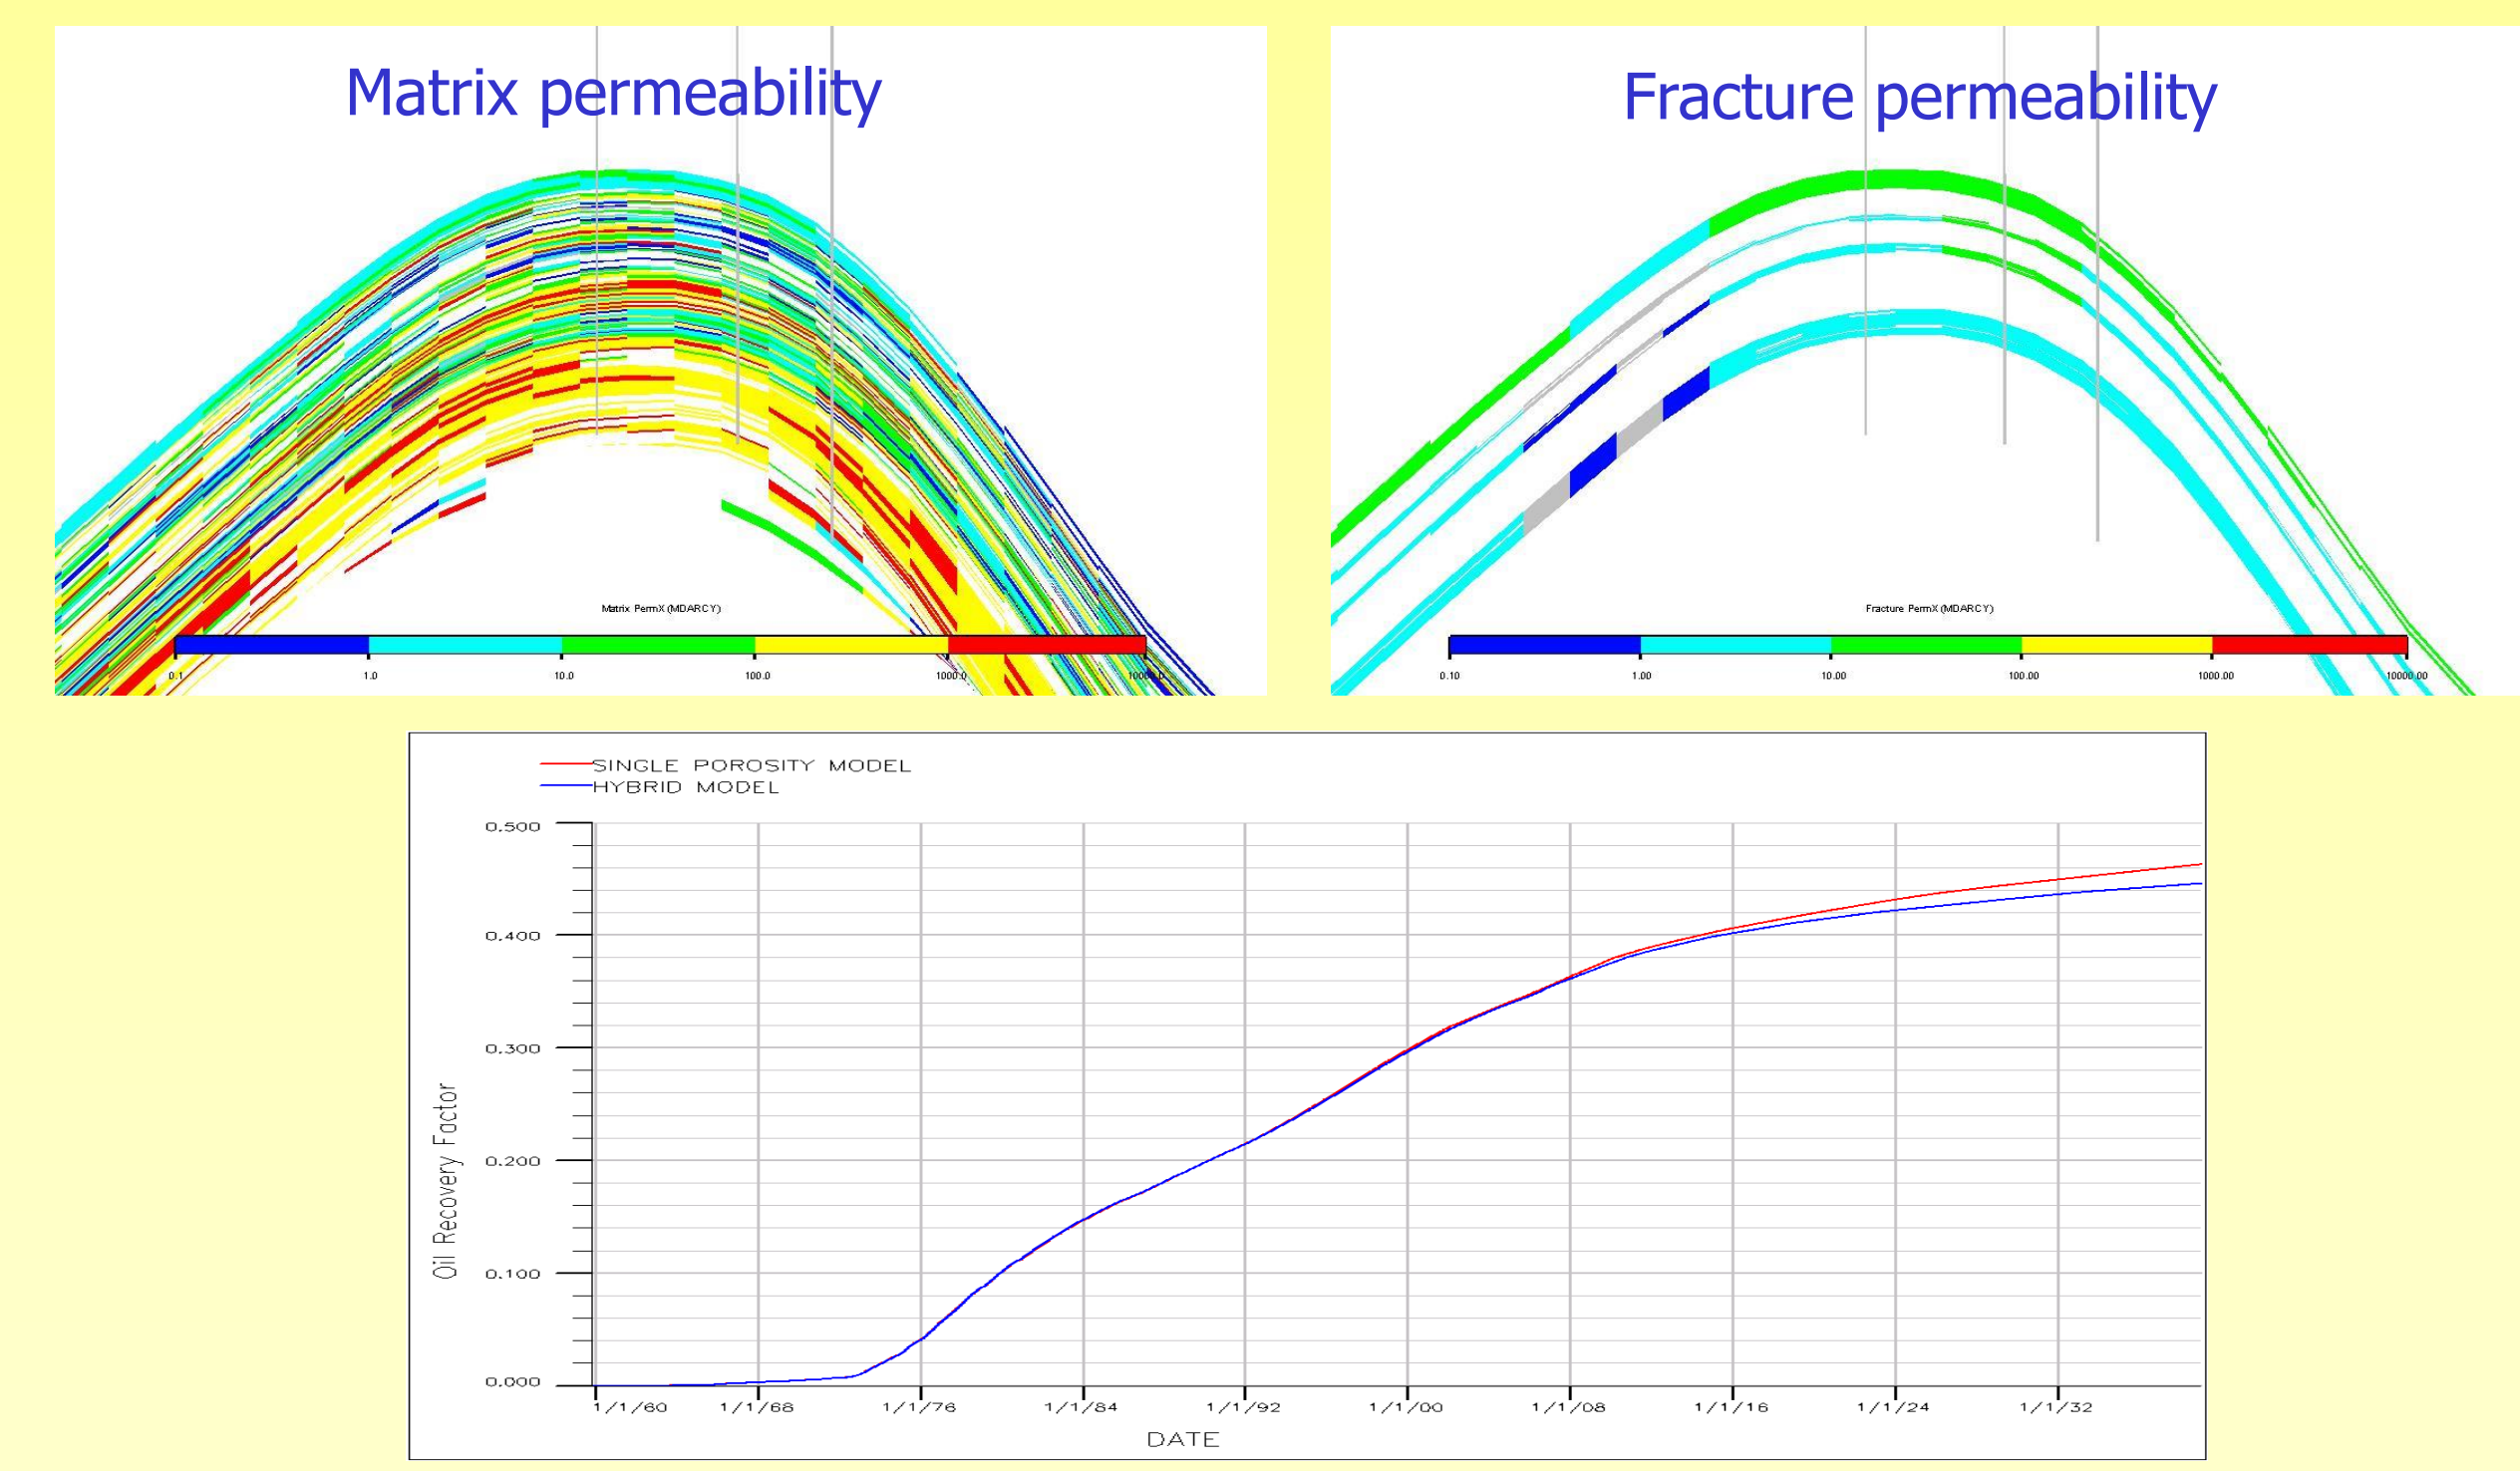 Matrix permeability
Fracture permeability
Matrix PermX (MDARCY)
0.1 1.0 10.0 100.0 1000.0 10000.0
Fracture PermX (MDARCY)
0.10 1.00 10.00 100.00 1000.00 10000.00
SINGLE POROSITY MODEL
HYBRID MODEL
0.500
0.400
0.300
0.200
0.100
0.000
Oil Recovery Factor
1/1/60 1/1/68 1/1/76 1/1/84 1/1/92 1/1/00 1/1/08 1/1/16 1/1/24 1/1/32
DATE